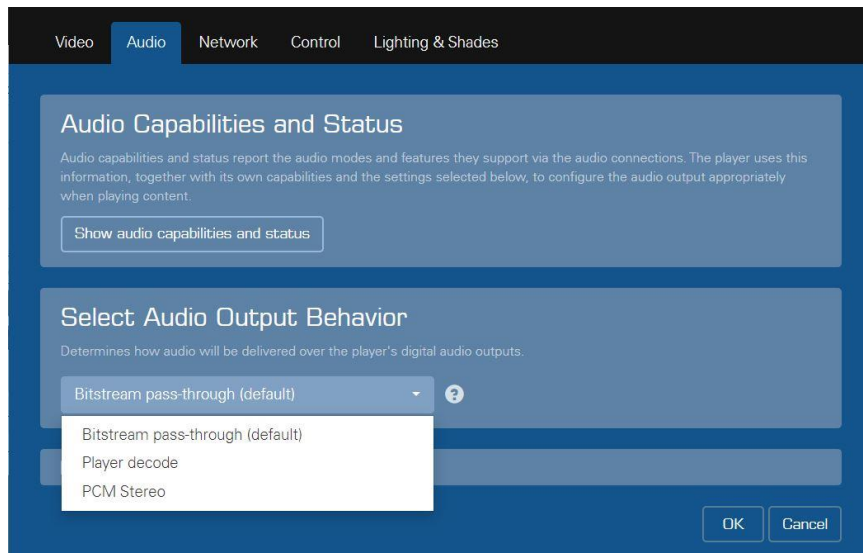 Video Audio Network Control Lighting & Shades
Audio Capabilities and Status
Audio capabilities and status report the audio modes and features they support via the audio connections. The player uses this
information, together with its own capabilities and the settings selected below, to configure the audio output appropriately
when playing content.
Show audio capabilities and status
Select Audio Output Behavior
Determines how audio will be delivered over the player's digital audio outputs.
Bitstream pass-through (default)
?
Bitstream pass-through (default)
Player decode
PCM Stereo
OK Cancel